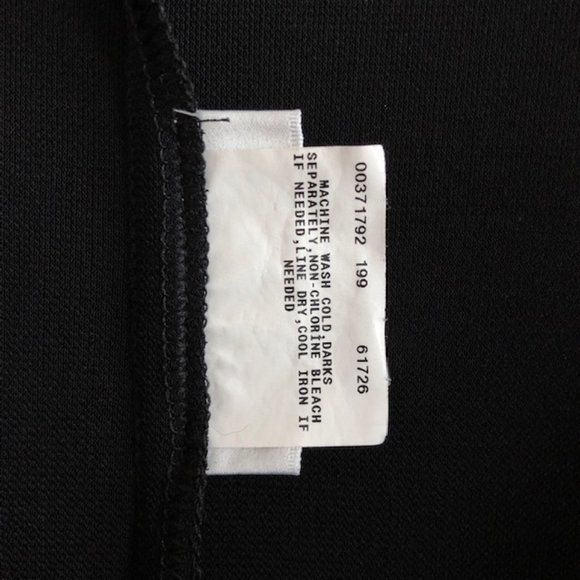 00371792 199 61726
MACHINE WASH COLD,DARKS
SEPARATELY,NON-CHLORINE BLEACH
IF NEEDED,LINE DRY,COOL IRON IF
NEEDED